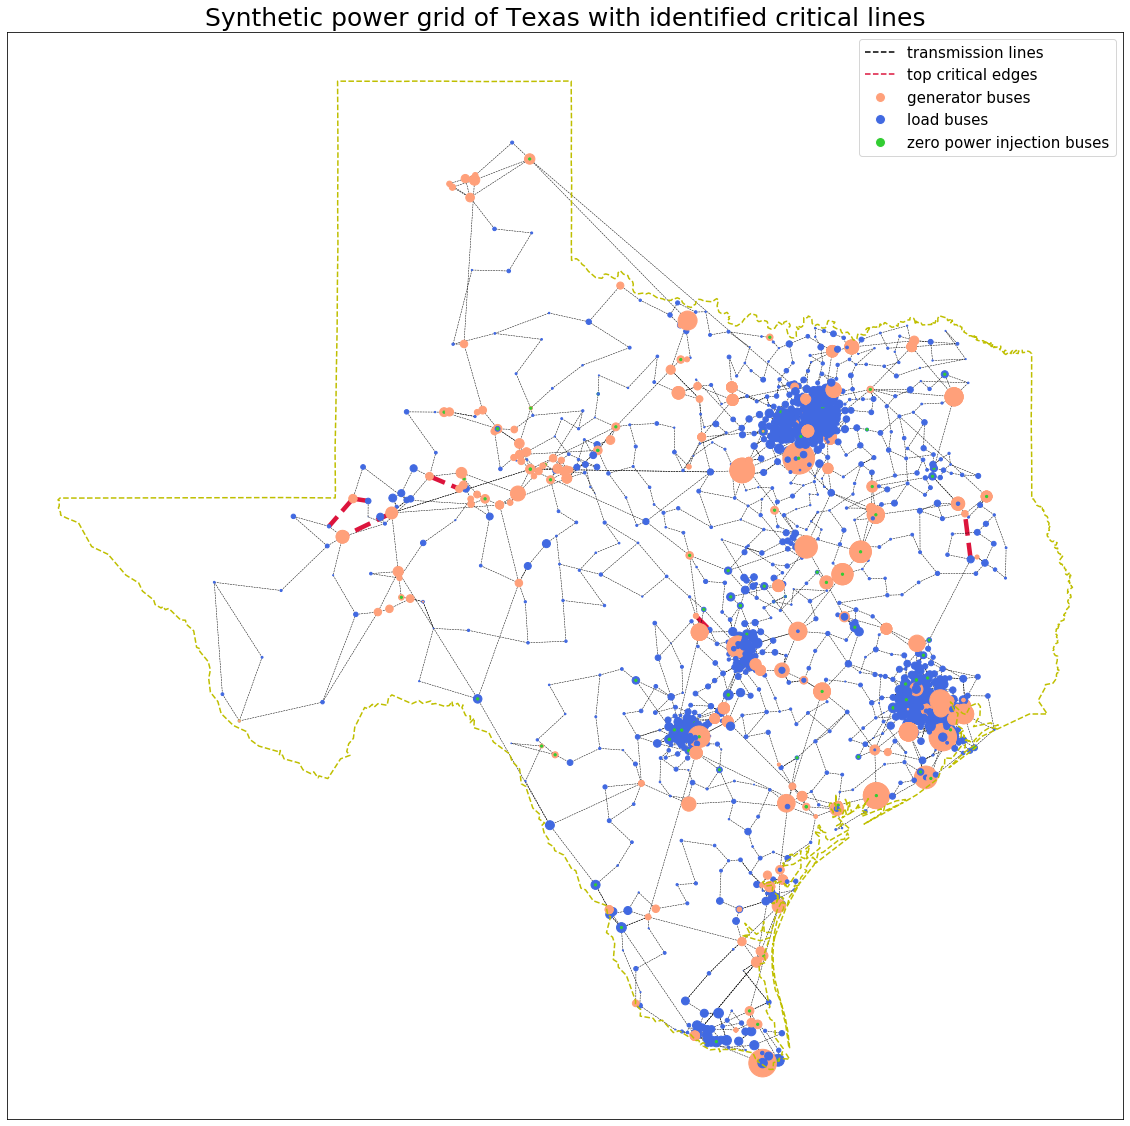 Synthetic power grid of Texas with identified critical lines
transmission lines
top critical edges
generator buses
load buses
zero power injection buses